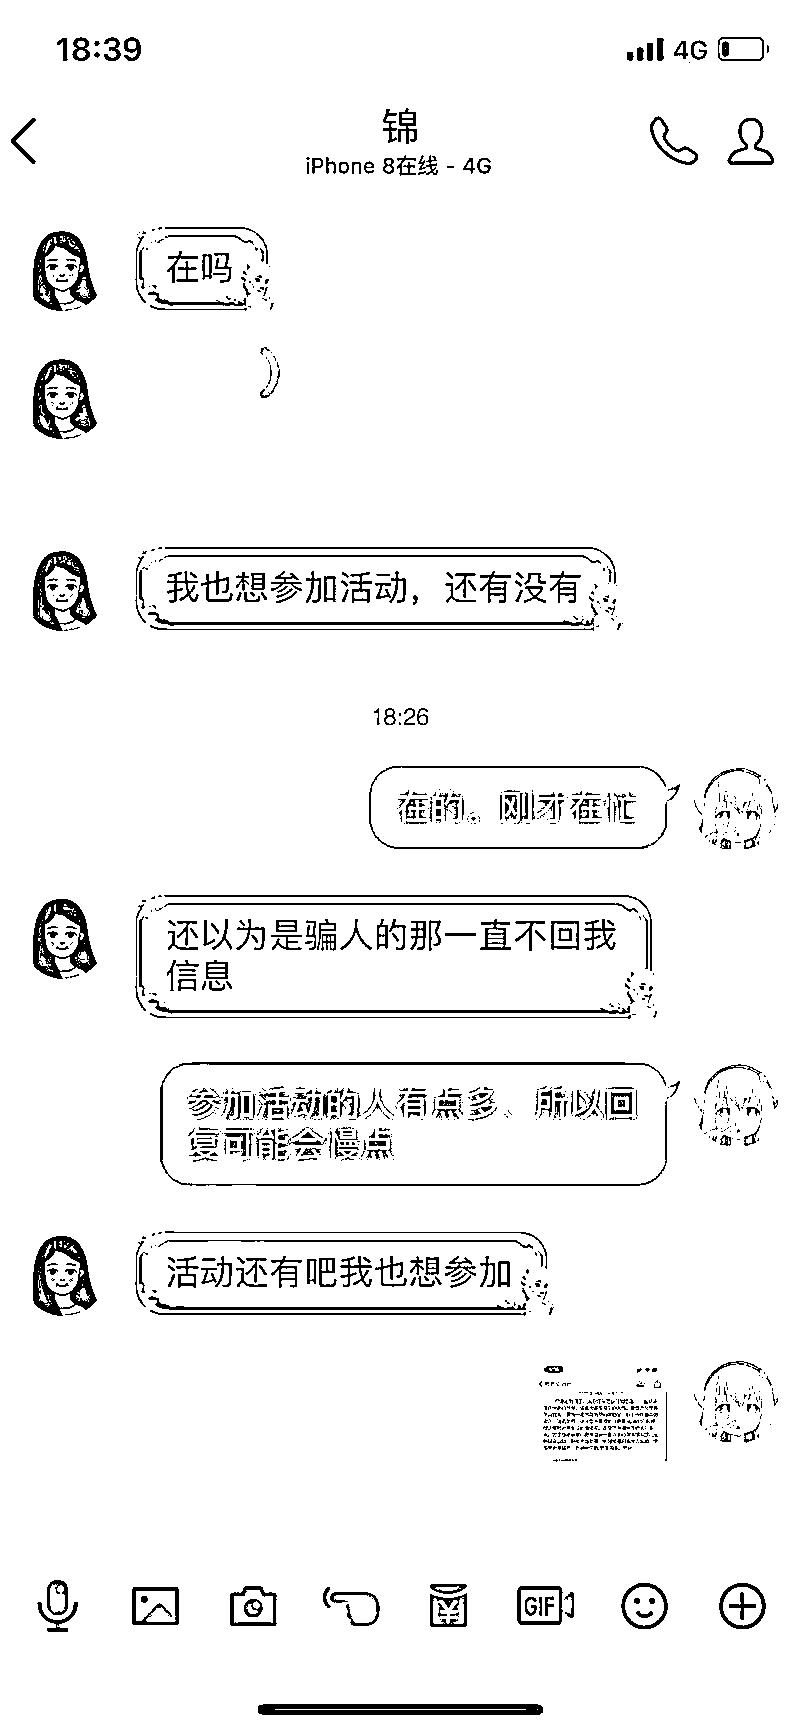 18:39
4G
锦
iPhone 8在线 - 4G
在吗
我也想参加活动，还有没有
18:26
在的。刚才在忙
还以为是骗人的那一直不回我
信息
参加活动的人有点多、所以回
复可能会慢点
活动还有吧我也想参加
GIF